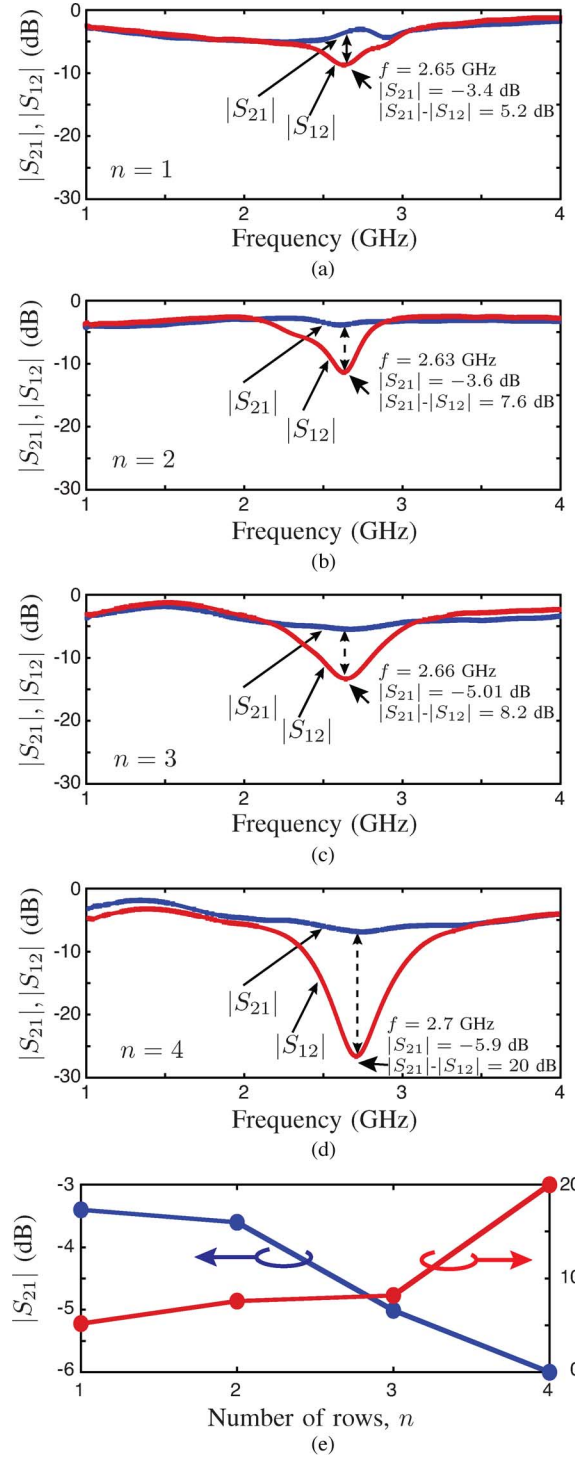 |S21|, |S12| (dB)
0
-10
-20
-30
|S21|
|S12|
f = 2.65 GHz
|S21| = −3.4 dB
|S21|-|S12| = 5.2 dB
n = 1
1 2 3 4
Frequency (GHz)
(a)
|S21|, |S12| (dB)
0
-10
-20
-30
|S21|
|S12|
f = 2.63 GHz
|S21| = −3.6 dB
|S21|-|S12| = 7.6 dB
n = 2
1 2 3 4
Frequency (GHz)
(b)
|S21|, |S12| (dB)
0
-10
-20
-30
|S21|
|S12|
f = 2.66 GHz
|S21| = −5.01 dB
|S21|-|S12| = 8.2 dB
n = 3
1 2 3 4
Frequency (GHz)
(c)
|S21|, |S12| (dB)
0
-10
-20
-30
|S21|
|S12|
f = 2.7 GHz
|S21| = −5.9 dB
|S21|-|S12| = 20 dB
n = 4
1 2 3 4
Frequency (GHz)
(d)
|S21| (dB)
-3
-4
-5
-6
20
10
0
1 2 3 4
Number of rows, n
(e)